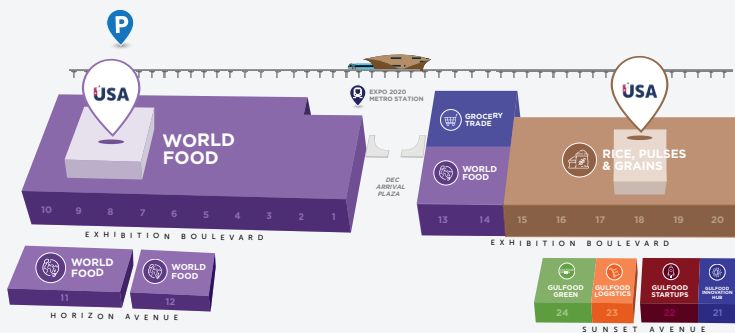 P
USA
USA
EXPO 2020
METRO STATION
GROCERY
TRADE
WORLD
FOOD
RICE, PULSES
& GRAINS
WORLD
FOOD
DEC
ARRIVAL
PLAZA
10 9 8 7 6 5 4 3 2 1
13 14 15 16 17 18 19 20
EXHIBITION BOULEVARD
EXHIBITION BOULEVARD
WORLD
FOOD
11
WORLD
FOOD
12
HORIZON AVENUE
GULFOOD
GREEN
24
GULFOOD
LOGISTICS
23
GULFOOD
STARTUPS
22
GULFOOD
INNOVATION
HUB
21
SUNSET AVENUE